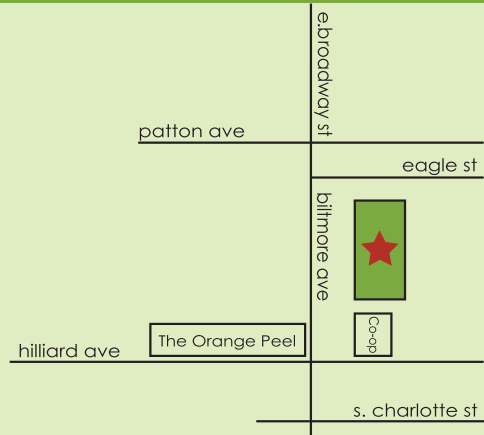 e.broadway st
patton ave
eagle st
biltmore ave
The Orange Peel
Co-op
hilliard ave
s. charlotte st